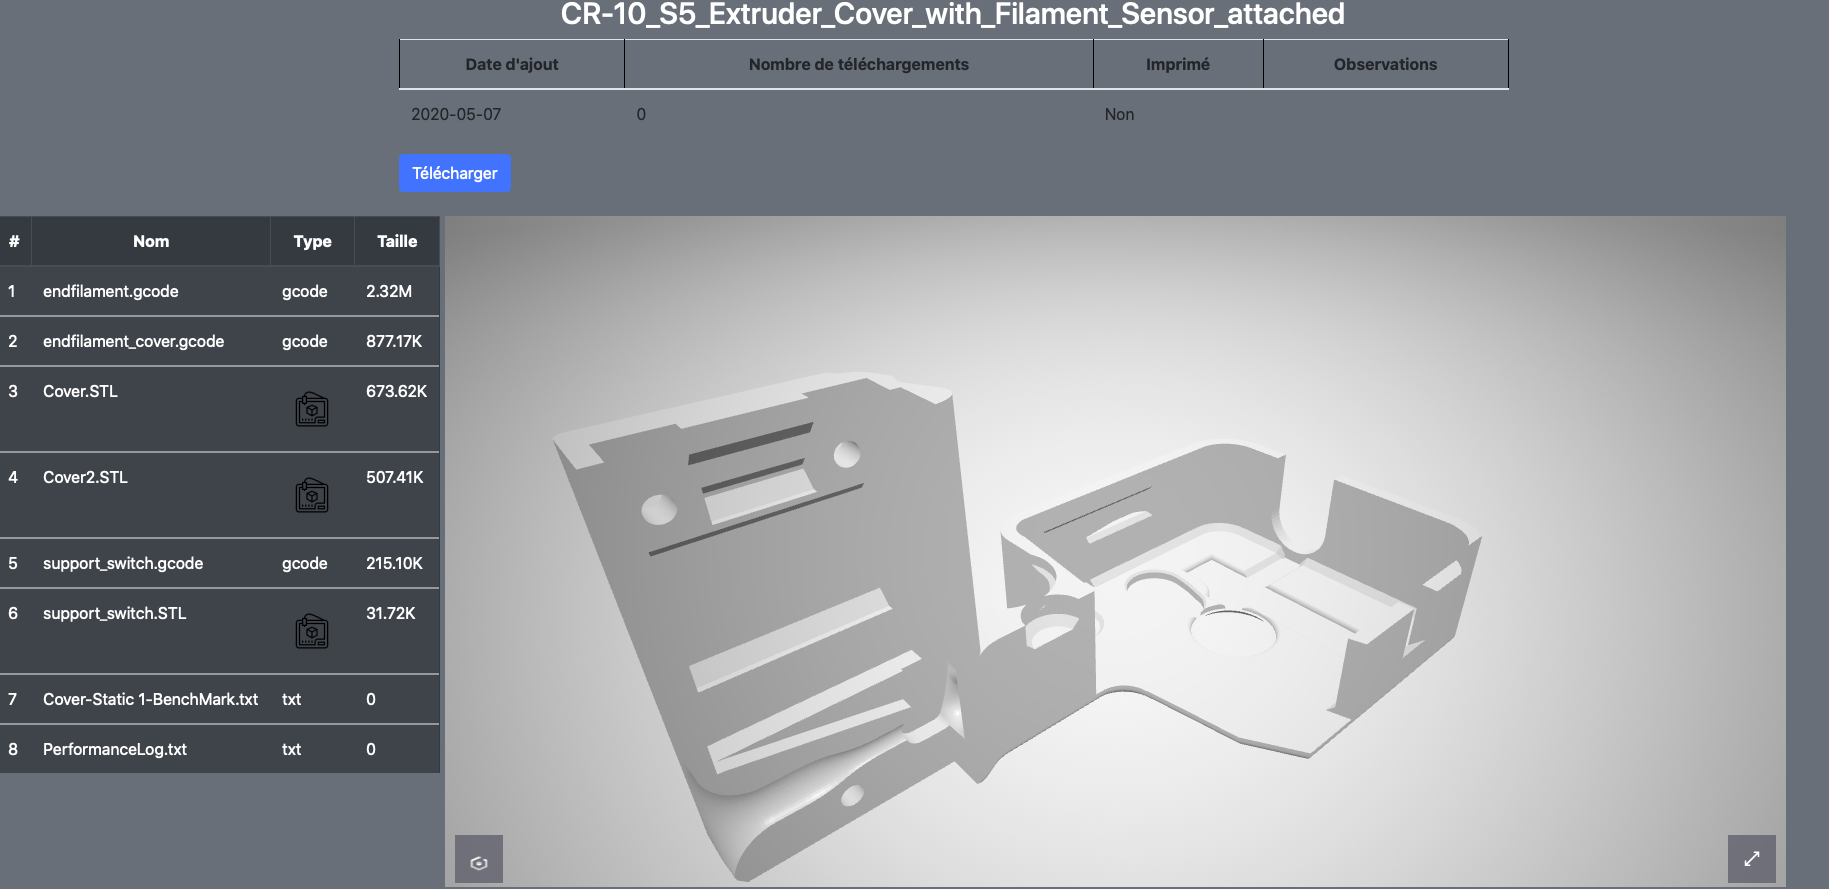 CR-10_S5_Extruder_Cover_with_Filament_Sensor_attached
Date d'ajout Nombre de téléchargements Imprimé Observations
2020-05-07 0 Non
Télécharger
# Nom Type Taille
1 endfilament.gcode gcode 2.32M
2 endfilament_cover.gcode gcode 877.17K
3 Cover.STL 673.62K
4 Cover2.STL 507.41K
5 support_switch.gcode gcode 215.10K
6 support_switch.STL 31.72K
7 Cover-Static 1-BenchMark.txt txt 0
8 PerformanceLog.txt txt 0